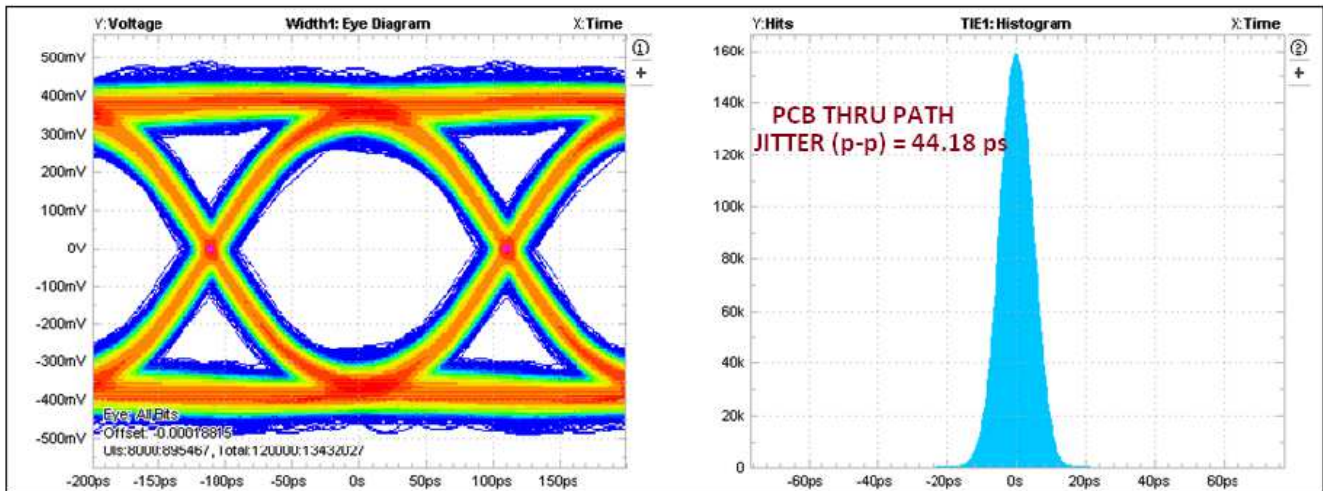 Y:Voltage Width1: Eye Diagram X:Time
500mV
400mV
300mV
200mV
100mV
0V
-100mV
-200mV
-300mV
-400mV
-500mV
Eye: All Bits
Offset: -0.00018815
UIs:8000:895467, Total:120000:13432027
-200ps -150ps -100ps -50ps 0s 50ps 100ps 150ps
1
+
Y:Hits TIE1: Histogram X:Time
160k
140k
120k
100k
80k
60k
40k
20k
0
PCB THRU PATH
JITTER (p-p) = 44.18 ps
-60ps -40ps -20ps 0s 20ps 40ps 60ps
2
+